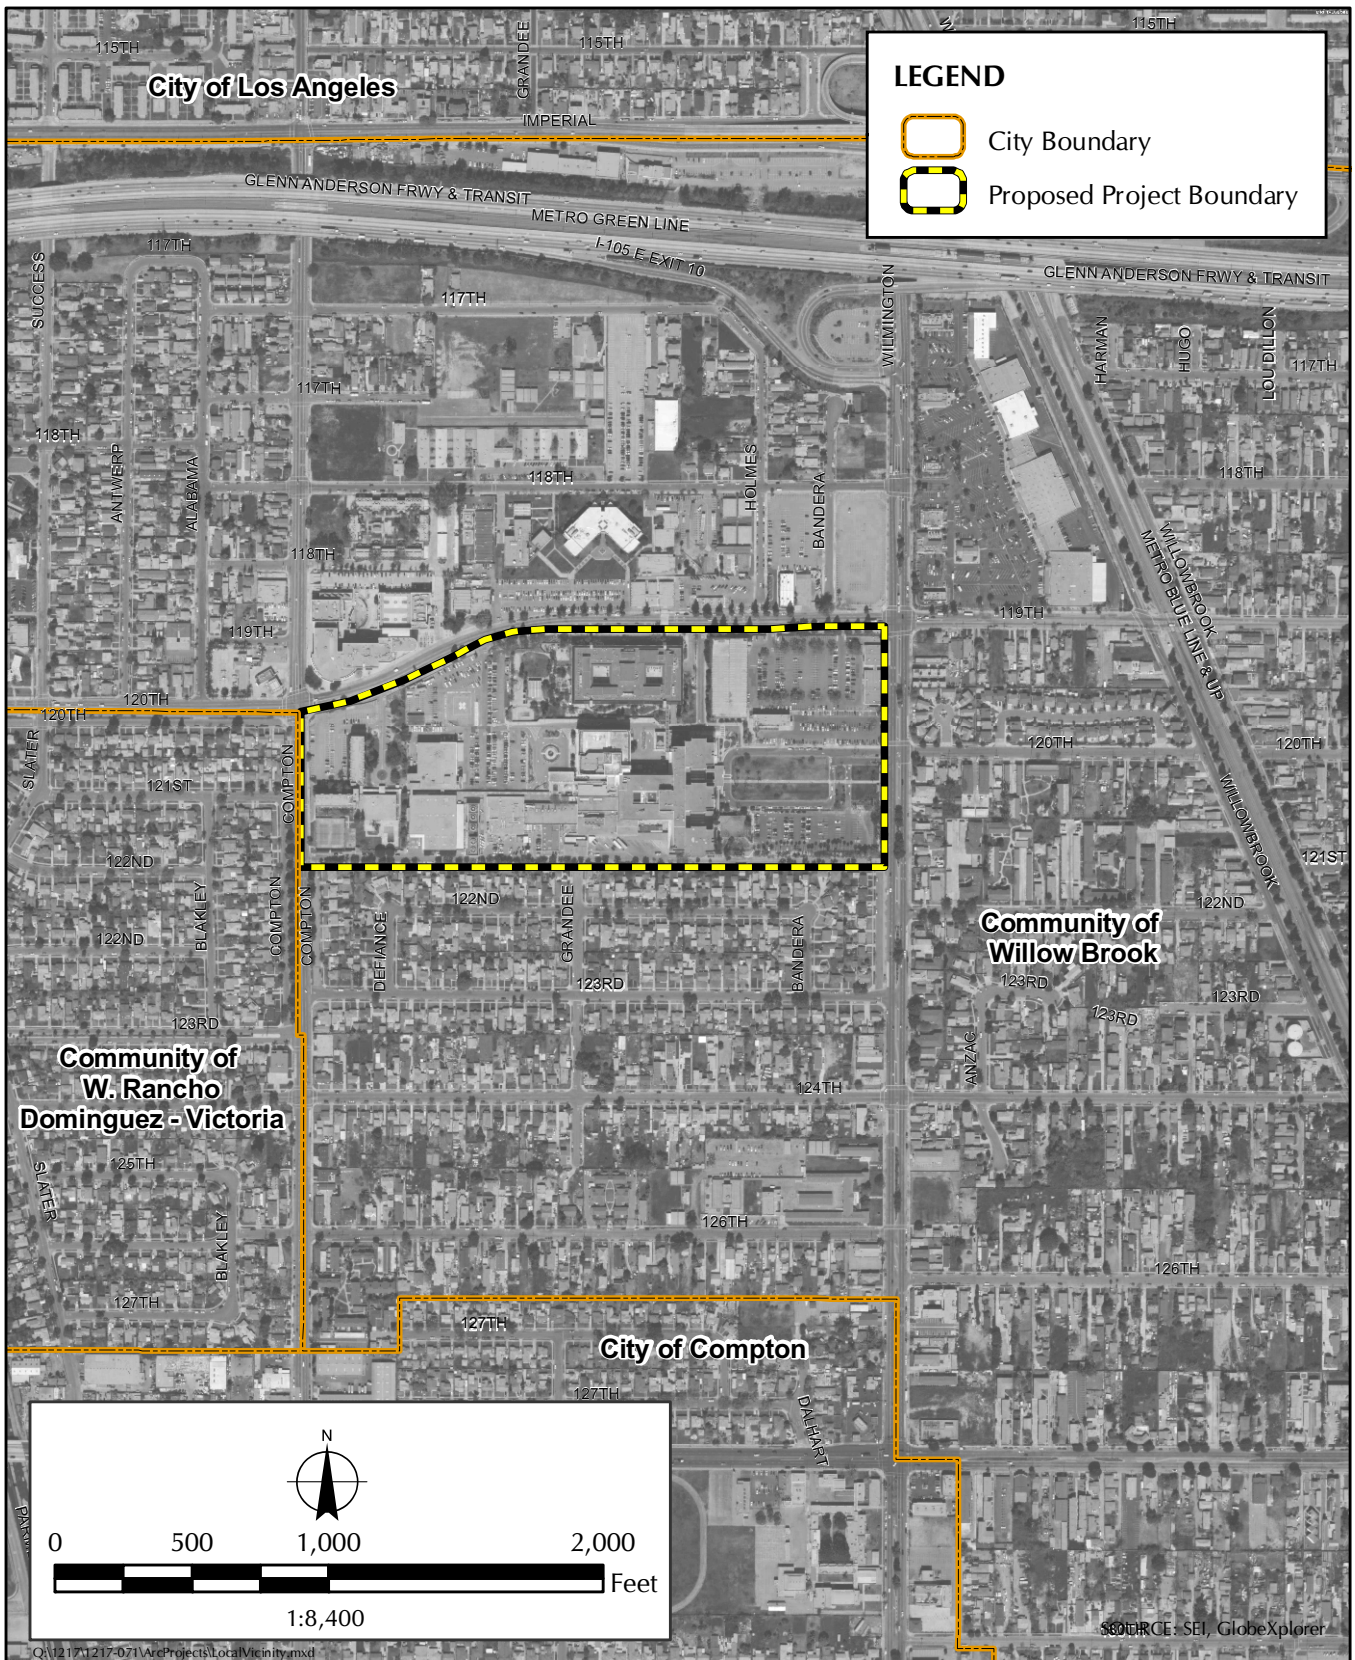 115TH
GRANDEE
115TH
115TH
City of Los Angeles
IMPERIAL
LEGEND
City Boundary
Proposed Project Boundary
GLENN ANDERSON FRWY & TRANSIT
METRO GREEN LINE
I-105 E EXIT 10
GLENN ANDERSON FRWY & TRANSIT
117TH
SUCCESS
117TH
WILMINGTON
HARMAN
HUGO
LOU DILLON
117TH
117TH
118TH
ANTWERP
ALABAMA
118TH
HOLMES
BANDERA
118TH
118TH
WILLOWBROOK
METRO BLUE LINE & UP
119TH
119TH
120TH
120TH
SLATER
121ST
COMPTON
120TH
120TH
WILLOWBROOK
121ST
122ND
BLAKLEY
COMPTON
COMPTON
122ND
DEFIANCE
GRANDEE
BANDERA
122ND
122ND
Community of
Willow Brook
123RD
123RD
123RD
123RD
123RD
ANZAC
Community of
W. Rancho
Dominguez - Victoria
124TH
125TH
SLATER
BLAKLEY
126TH
126TH
127TH
127TH
City of Compton
127TH
DALHART
N
0 500 1,000 2,000
Feet
1:8,400
SOURCE: SEI, GlobeXplorer
Q:\1217\1217-071\ArcProjects\LocalVicinity.mxd